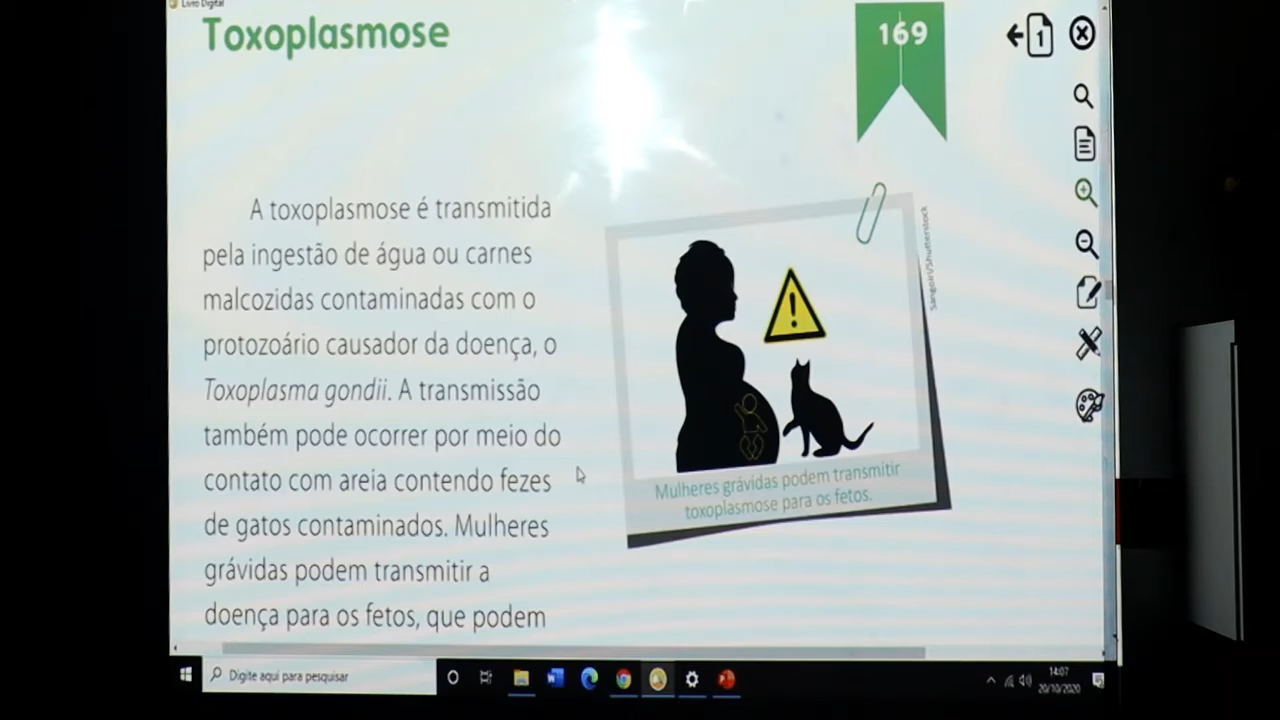 Livro Digital
Toxoplasmose
169
1
A toxoplasmose é transmitida
pela ingestão de água ou carnes
malcozidas contaminadas com o
protozoário causador da doença, o
Toxoplasma gondii. A transmissão
também pode ocorrer por meio do
contato com areia contendo fezes
de gatos contaminados. Mulheres
grávidas podem transmitir a
doença para os fetos, que podem
Sangoiri/Shutterstock
Mulheres grávidas podem transmitir
toxoplasmose para os fetos.
Digite aqui para pesquisar
14:07
20/10/2020